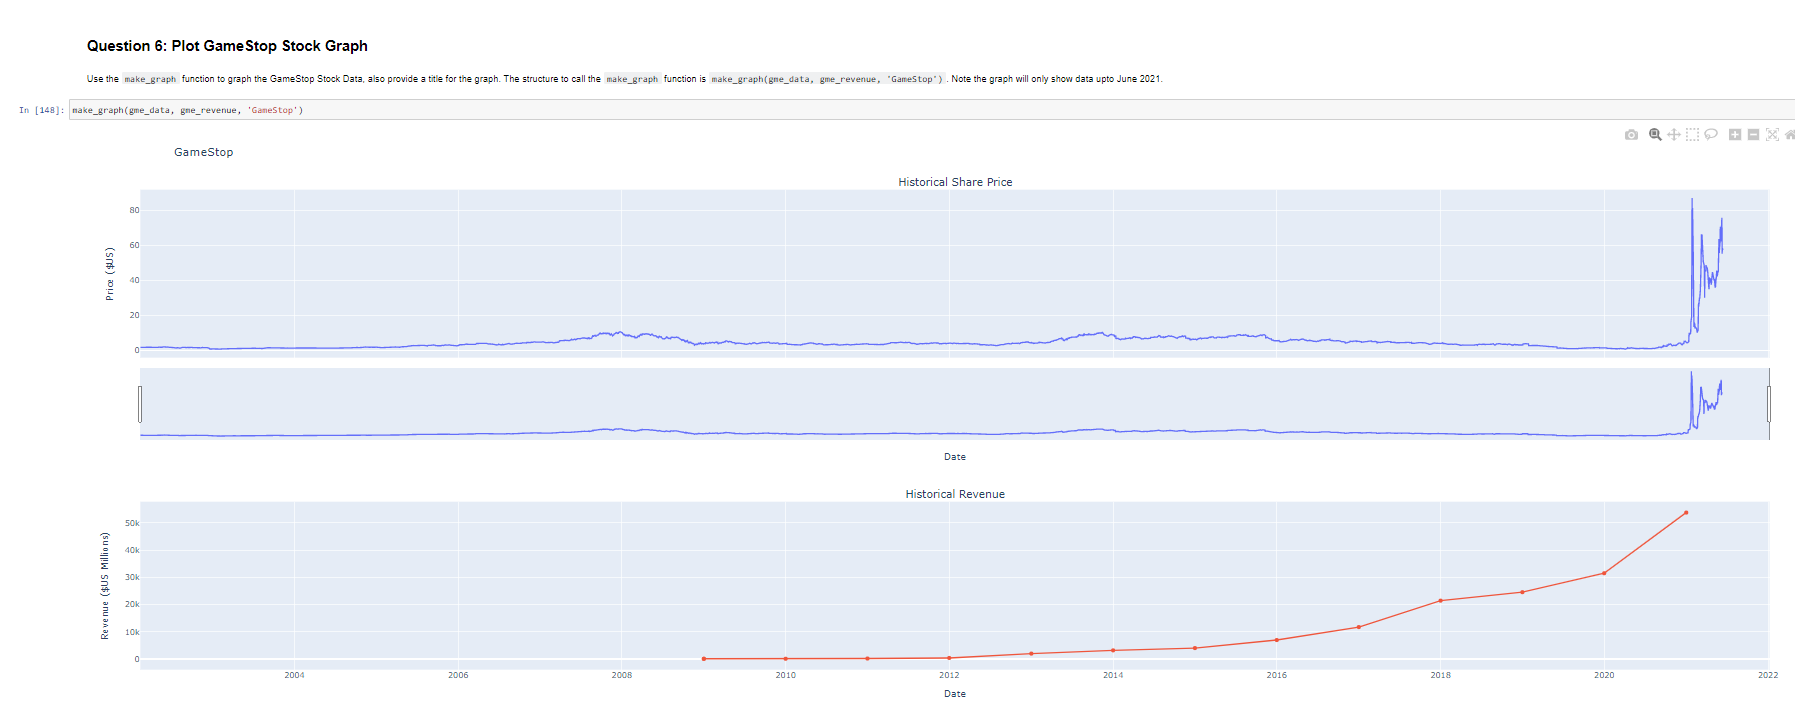 Question 6: Plot GameStop Stock Graph
Use the make_graph function to graph the GameStop Stock Data, also provide a title for the graph. The structure to call the make_graph function is make_graph(gme_data, gme_revenue, 'GameStop') . Note the graph will only show data upto June 2021.
In [148]: make_graph(gme_data, gme_revenue, 'GameStop')
GameStop
Historical Share Price
80
60
40
20
0
Price ($US)
Date
Historical Revenue
50k
40k
30k
20k
10k
0
Revenue ($US Millions)
2004 2006 2008 2010 2012 2014 2016 2018 2020 2022
Date